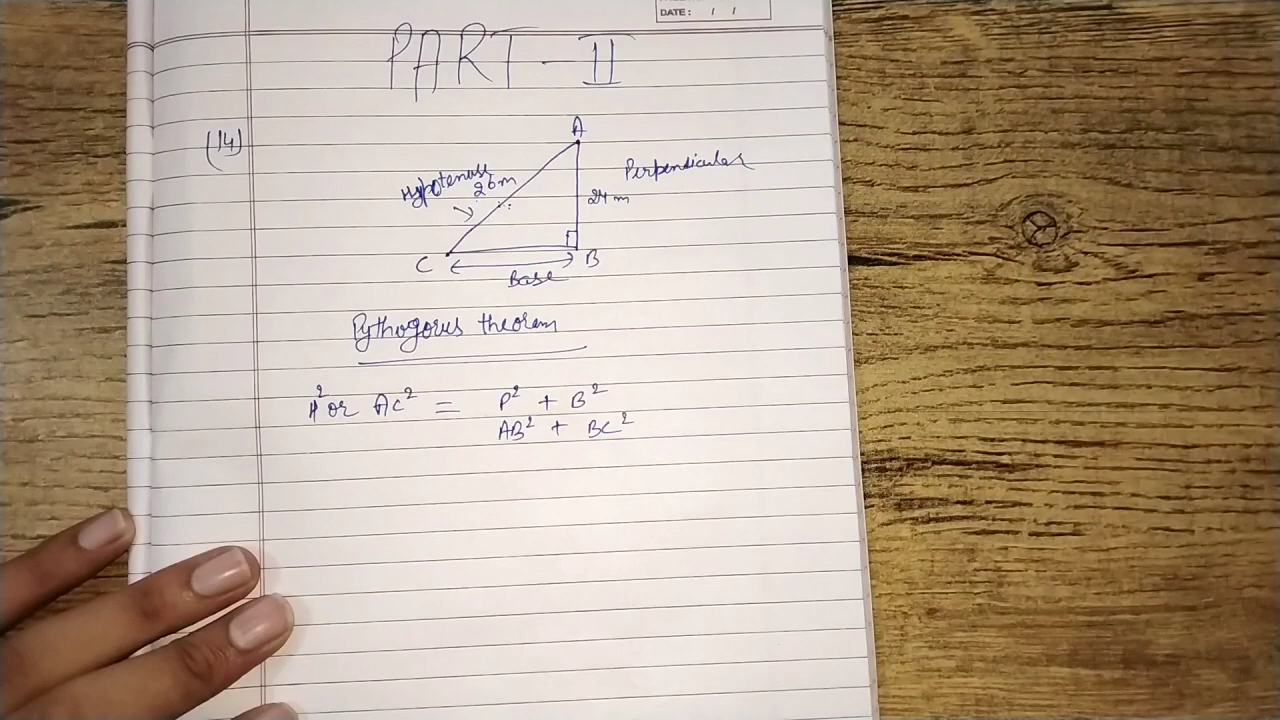 DATE: / /
PART-II
(14)
A
Hypotenuse
Perpendicular
26m
24 m
C
B
Base
Pythogorus theorem
H² or AC² = P² + B²
AB² + BC²